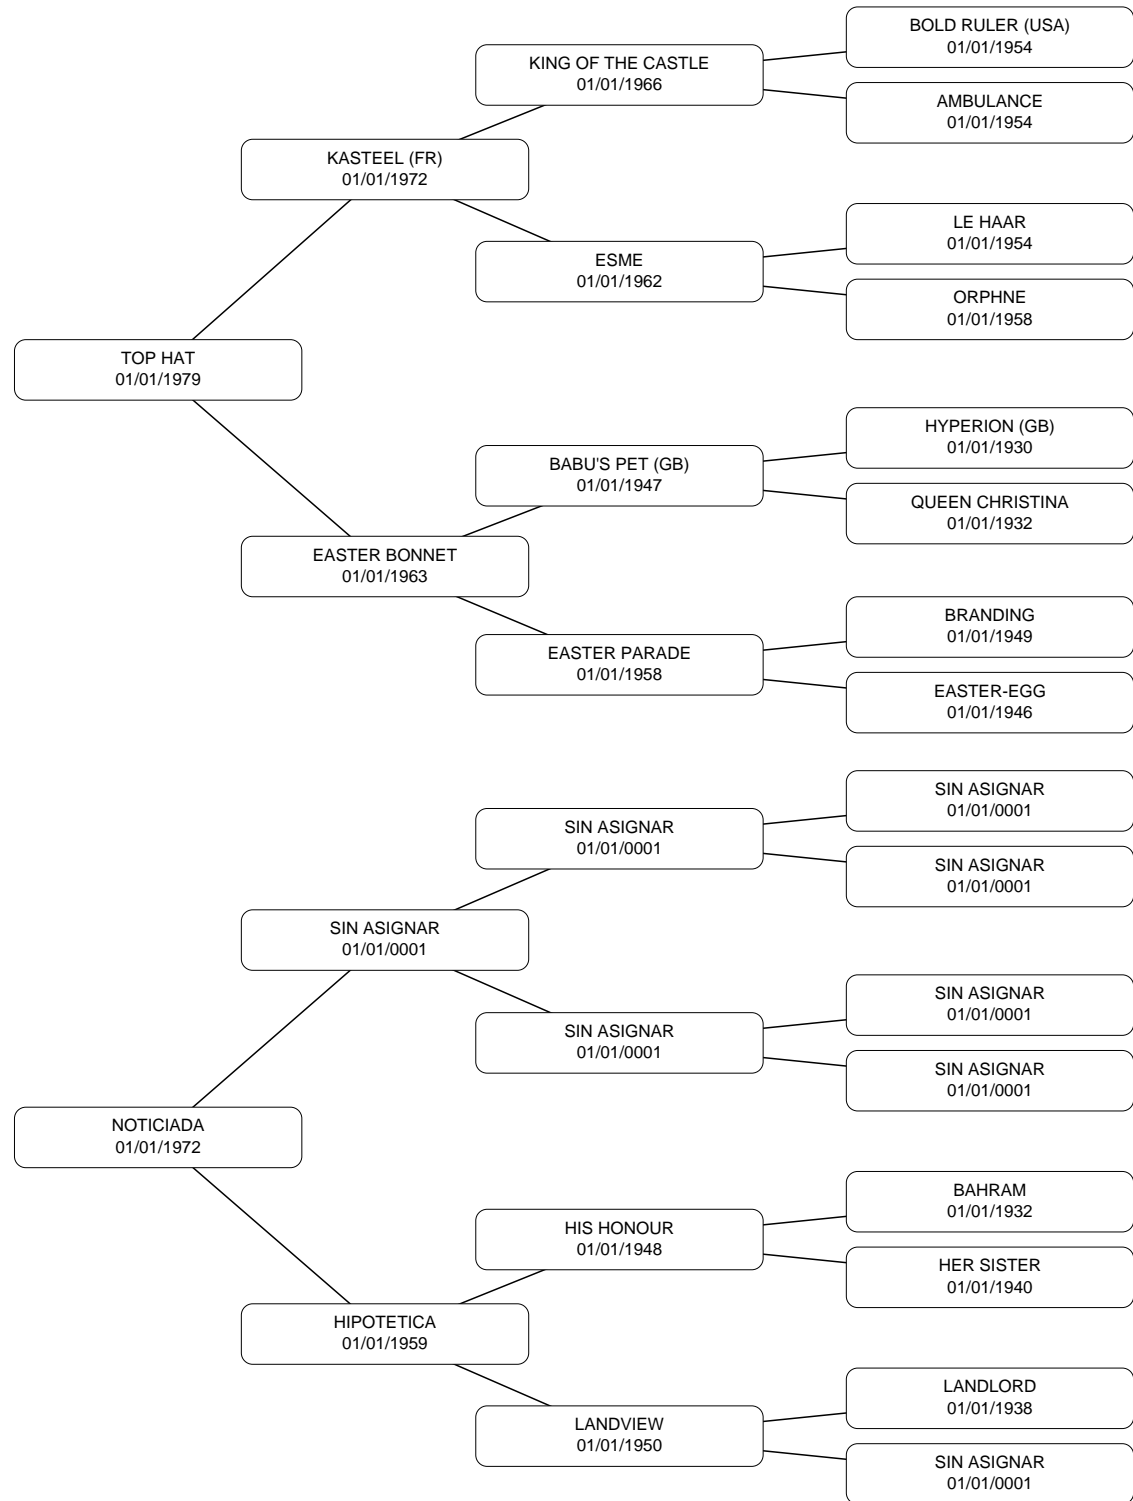 BOLD RULER (USA)
01/01/1954
KING OF THE CASTLE
01/01/1966
AMBULANCE
01/01/1954
KASTEEL (FR)
01/01/1972
LE HAAR
01/01/1954
ESME
01/01/1962
ORPHNE
01/01/1958
TOP HAT
01/01/1979
HYPERION (GB)
01/01/1930
BABU'S PET (GB)
01/01/1947
QUEEN CHRISTINA
01/01/1932
EASTER BONNET
01/01/1963
BRANDING
01/01/1949
EASTER PARADE
01/01/1958
EASTER-EGG
01/01/1946
SIN ASIGNAR
01/01/0001
SIN ASIGNAR
01/01/0001
SIN ASIGNAR
01/01/0001
SIN ASIGNAR
01/01/0001
SIN ASIGNAR
01/01/0001
SIN ASIGNAR
01/01/0001
SIN ASIGNAR
01/01/0001
NOTICIADA
01/01/1972
BAHRAM
01/01/1932
HIS HONOUR
01/01/1948
HER SISTER
01/01/1940
HIPOTETICA
01/01/1959
LANDLORD
01/01/1938
LANDVIEW
01/01/1950
SIN ASIGNAR
01/01/0001